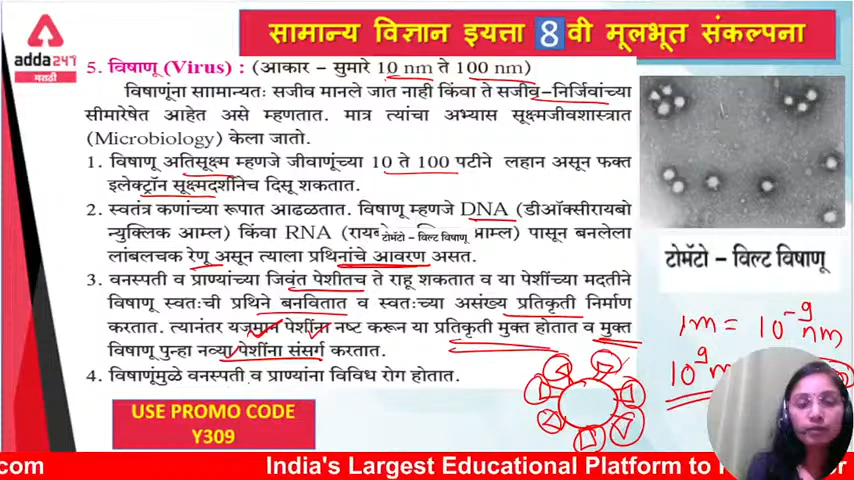 सामान्य विज्ञान इयत्ता 8 वी मूलभूत संकल्पना
adda247
मराठी
5. विषाणू (Virus) : (आकार – सुमारे 10 nm ते 100 nm)
विषाणूंना साामान्यतः सजीव मानले जात नाही किंवा ते सजीव-निर्जिवांच्या
सीमारेषेत आहेत असे म्हणतात. मात्र त्यांचा अभ्यास सूक्ष्मजीवशास्त्रात
(Microbiology) केला जातो.
1. विषाणू अतिसूक्ष्म म्हणजे जीवाणूंच्या 10 ते 100 पटीने लहान असून फक्त
इलेक्ट्रॉन सूक्ष्मदर्शीनेच दिसू शकतात.
2. स्वतंत्र कणांच्या रूपात आढळतात. विषाणू म्हणजे DNA (डीऑक्सीरायबो
न्युक्लिक आम्ल) किंवा RNA (राय टोमॅटो - विल्ट विषाणू आम्ल) पासून बनलेला
लांबलचक रेणू असून त्याला प्रथिनांचे आवरण असत.
3. वनस्पती व प्राण्यांच्या जिवंत पेशीतच ते राहू शकतात व या पेशींच्या मदतीने
विषाणू स्वतःची प्रथिने बनवितात व स्वतःच्या असंख्य प्रतिकृती निर्माण
करतात. त्यानंतर यजमान पेशींना नष्ट करून या प्रतिकृती मुक्त होतात व मुक्त
विषाणू पुन्हा नव्या पेशींना संसर्ग करतात.
4. विषाणूंमुळे वनस्पती व प्राण्यांना विविध रोग होतात.
टोमॅटो - विल्ट विषाणू
1m = 10⁻⁹ nm
10⁹ m
USE PROMO CODE
Y309
.com India's Largest Educational Platform to